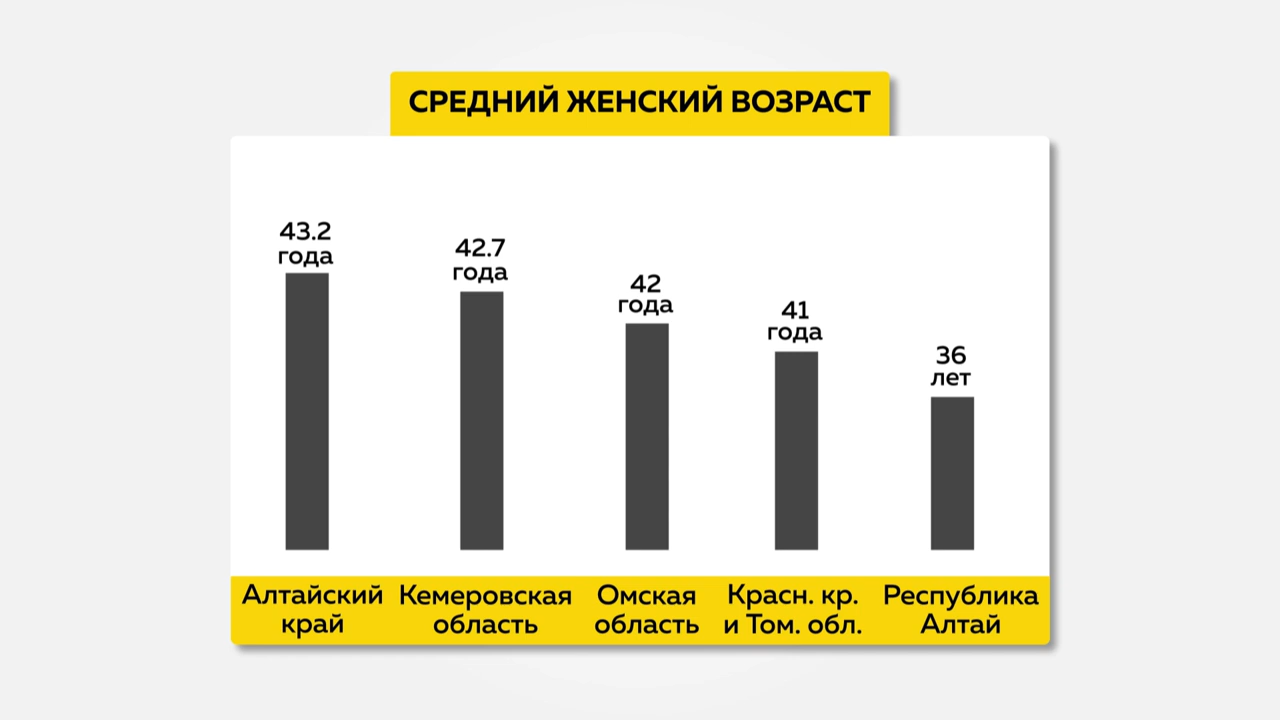 СРЕДНИЙ ЖЕНСКИЙ ВОЗРАСТ
43.2
года
42.7
года
42
года
41
года
36
лет
Алтайский
край
Кемеровская
область
Омская
область
Красн. кр.
и Том. обл.
Республика
Алтай